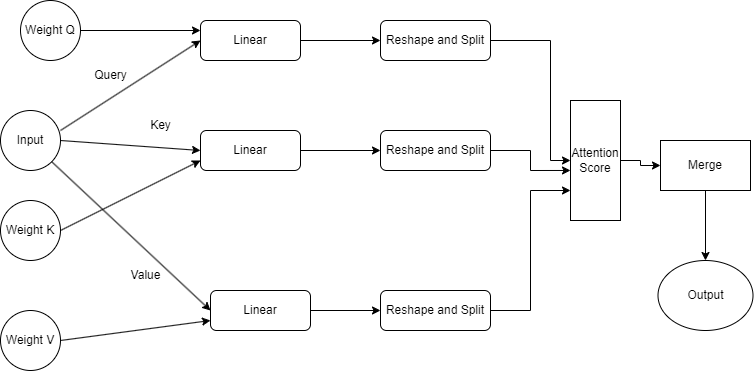 Weight Q
Linear
Reshape and Split
Query
Input
Key
Linear
Reshape and Split
Attention
Score
Merge
Weight K
Value
Linear
Reshape and Split
Output
Weight V